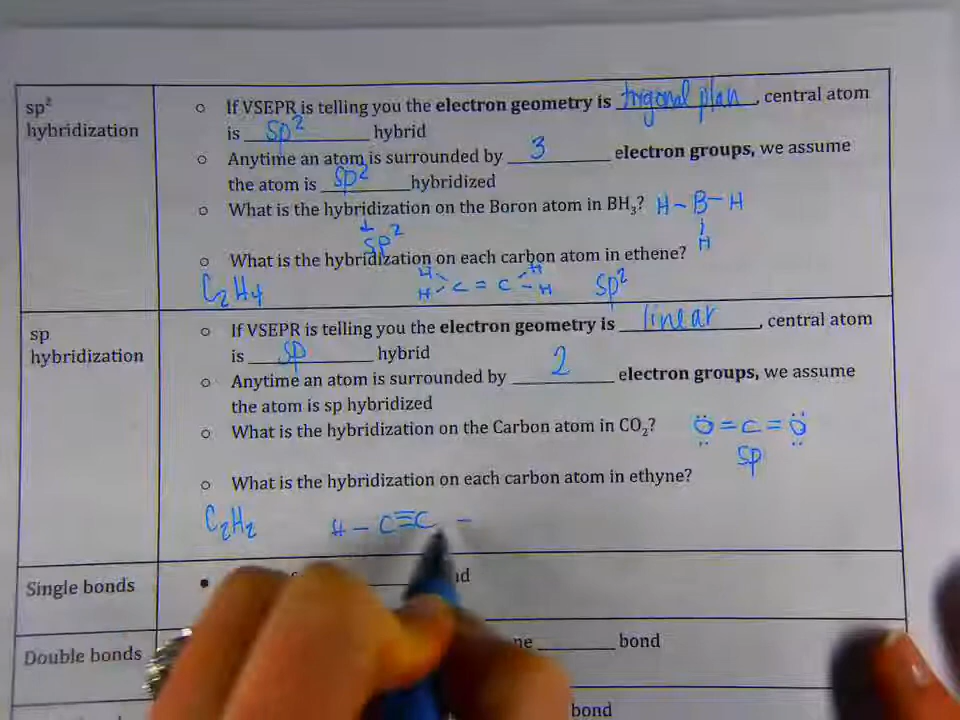 sp²
hybridization
○ If VSEPR is telling you the electron geometry is trigonal plan, central atom
is sp² hybrid
○ Anytime an atom is surrounded by 3 electron groups, we assume
the atom is sp² hybridized
○ What is the hybridization on the Boron atom in BH₃? H – B – H
H
sp²
○ What is the hybridization on each carbon atom in ethene?
C₂H₄
H H
H C = C H
sp²
sp
hybridization
○ If VSEPR is telling you the electron geometry is linear, central atom
is sp hybrid
○ Anytime an atom is surrounded by 2 electron groups, we assume
the atom is sp hybridized
○ What is the hybridization on the Carbon atom in CO₂? O = C = O
sp
○ What is the hybridization on each carbon atom in ethyne?
C₂H₂ H – C ≡ C –
Single bonds
Double bonds
bond
bond